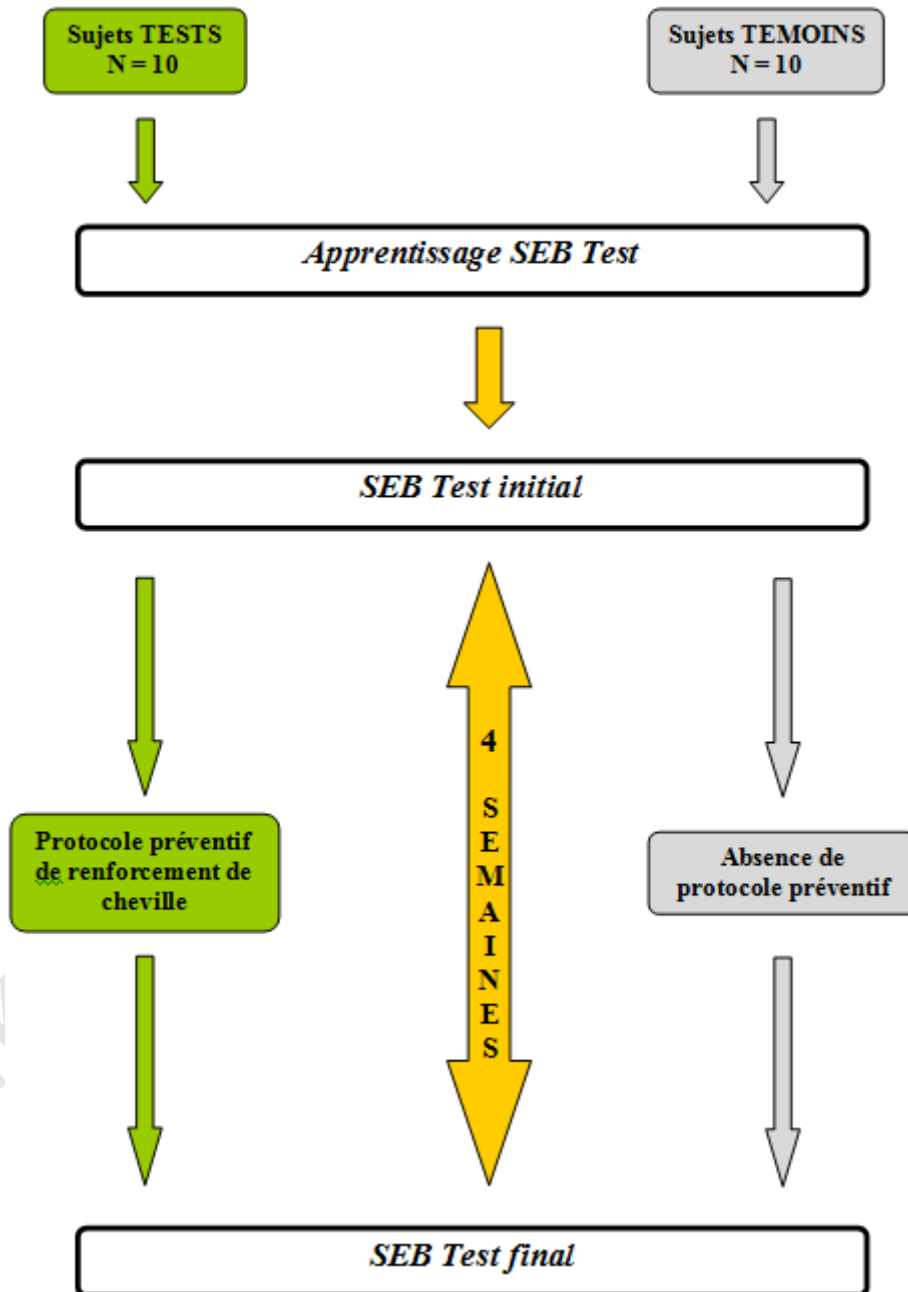 Sujets TESTS
N = 10
Sujets TEMOINS
N = 10
Apprentissage SEB Test
SEB Test initial
4 SEMAINES
Protocole préventif
de renforcement de
cheville
Absence de
protocole préventif
SEB Test final